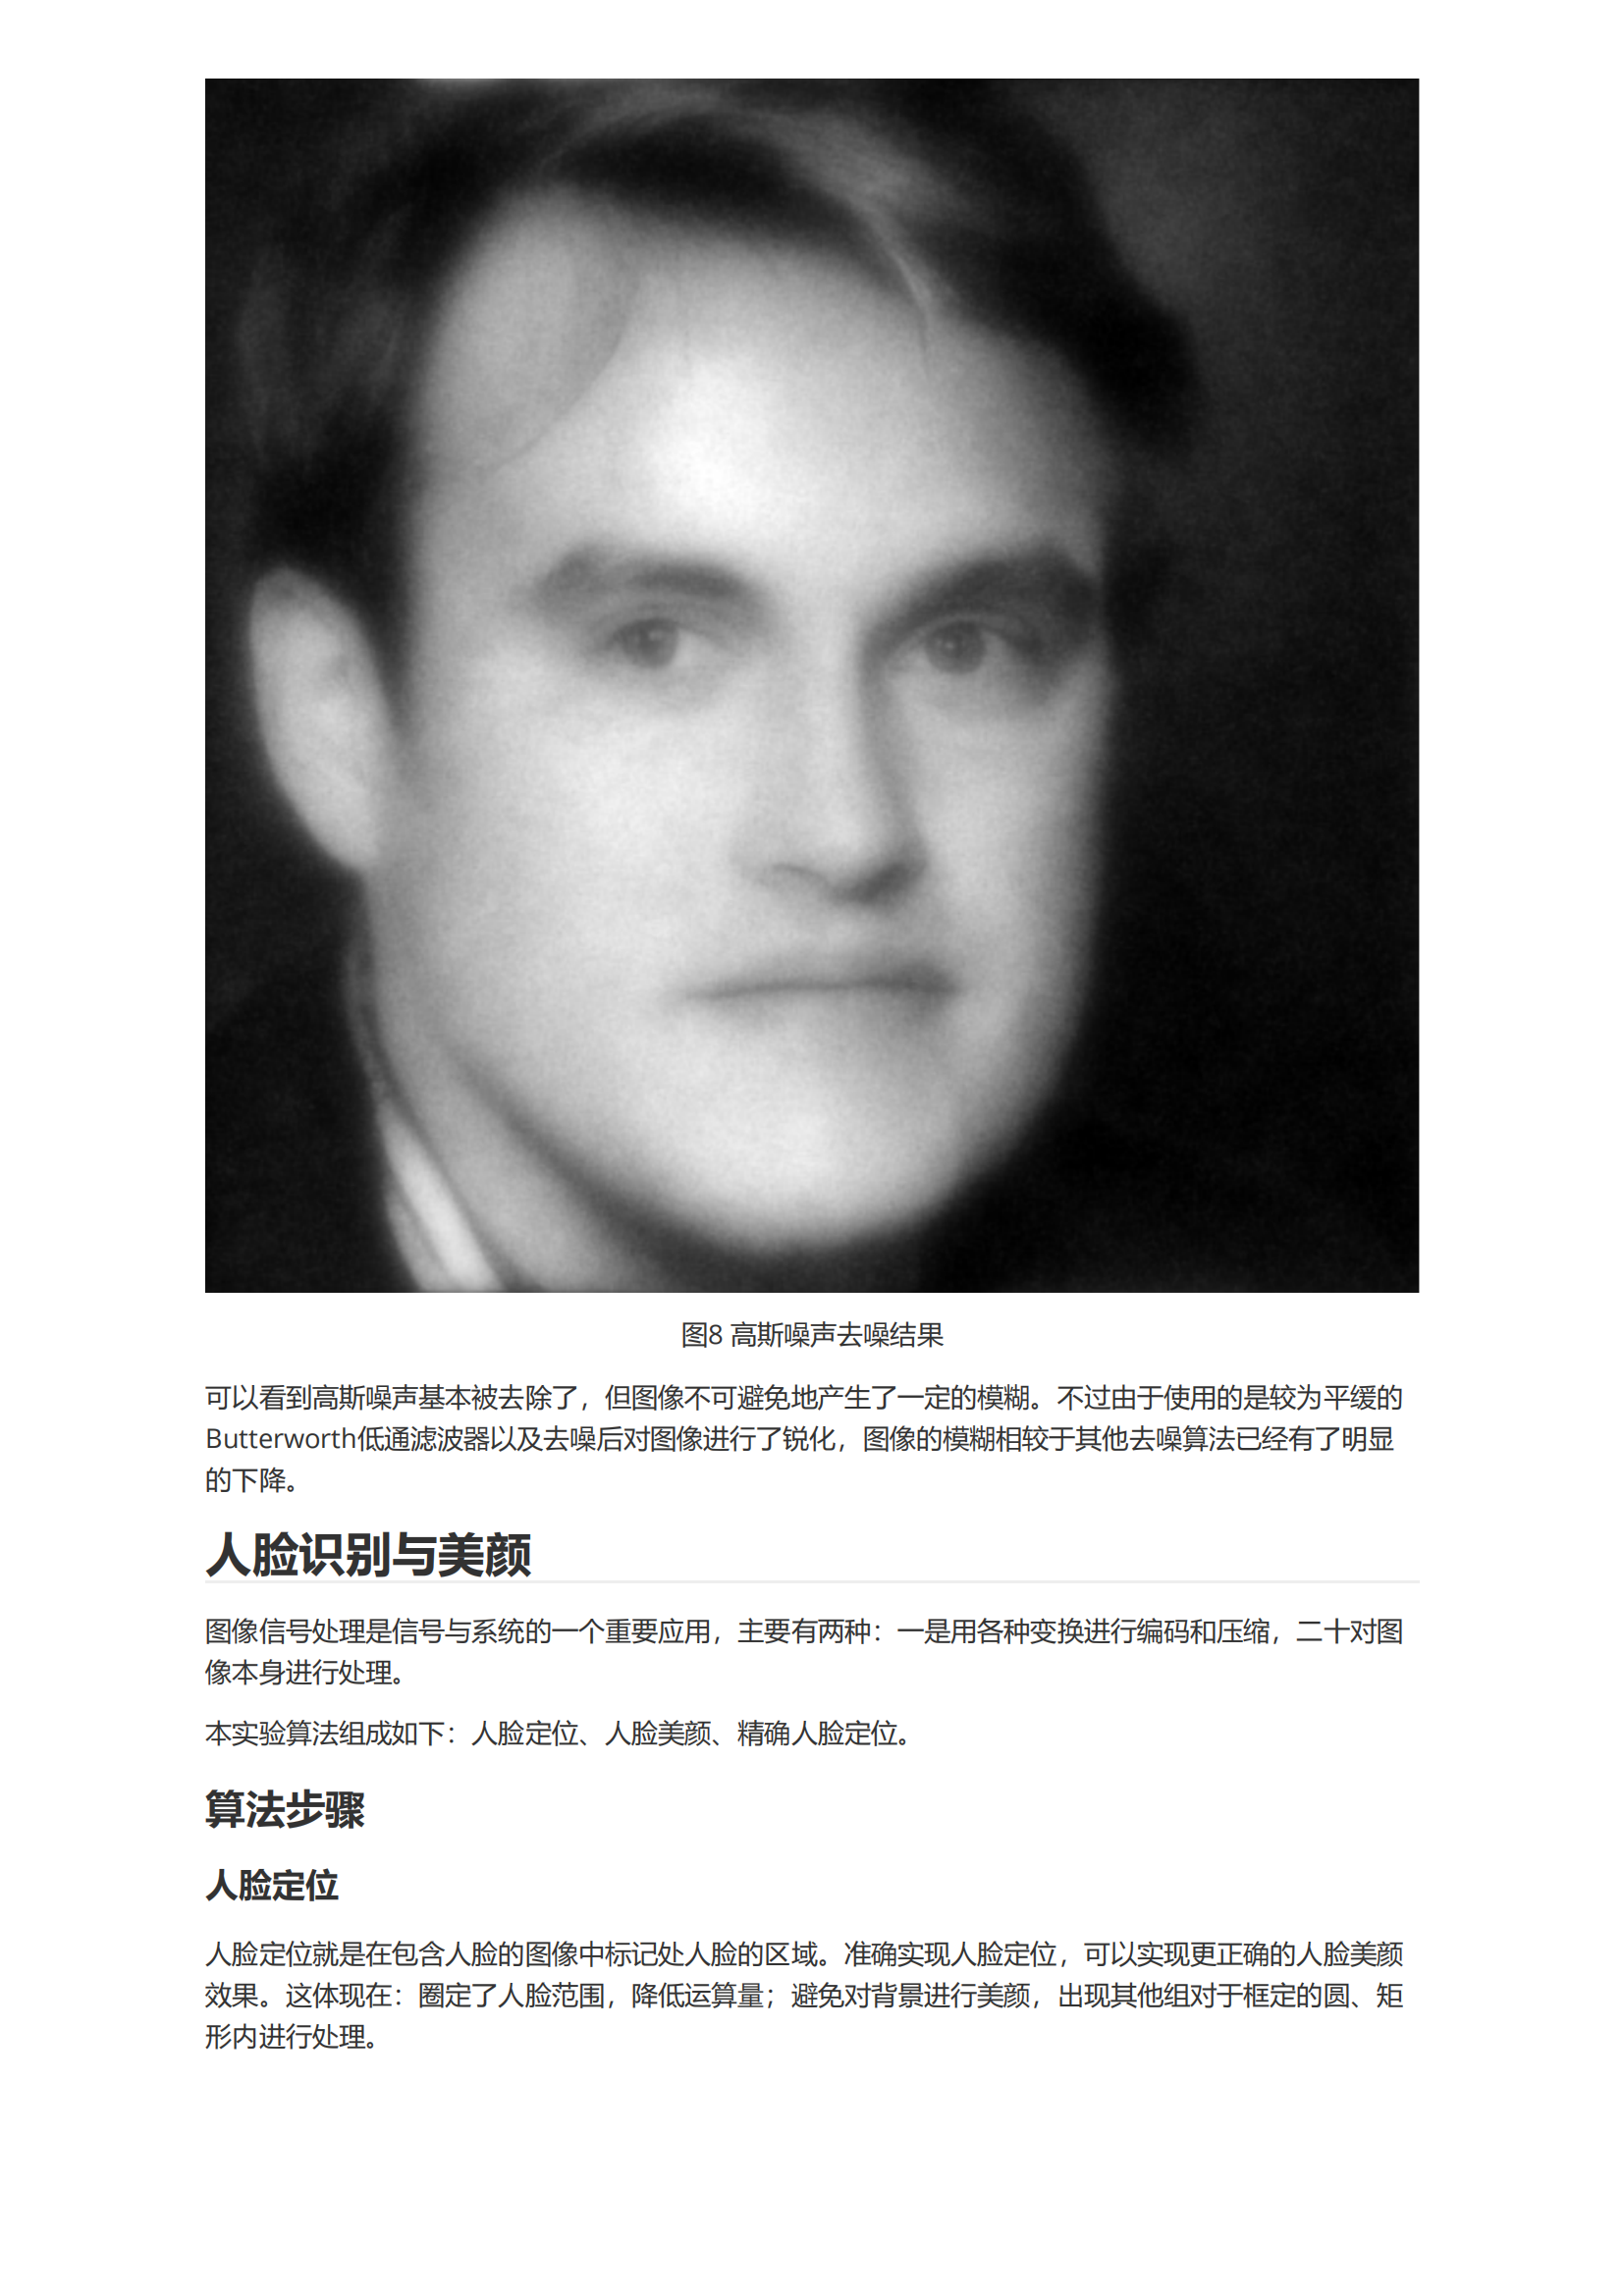 图8 高斯噪声去噪结果
可以看到高斯噪声基本被去除了，但图像不可避免地产生了一定的模糊。不过由于使用的是较为平缓的
Butterworth低通滤波器以及去噪后对图像进行了锐化，图像的模糊相较于其他去噪算法已经有了明显
的下降。
人脸识别与美颜
图像信号处理是信号与系统的一个重要应用，主要有两种：一是用各种变换进行编码和压缩，二十对图
像本身进行处理。
本实验算法组成如下：人脸定位、人脸美颜、精确人脸定位。
算法步骤
人脸定位
人脸定位就是在包含人脸的图像中标记处人脸的区域。准确实现人脸定位，可以实现更正确的人脸美颜
效果。这体现在：圈定了人脸范围，降低运算量；避免对背景进行美颜，出现其他组对于框定的圆、矩
形内进行处理。